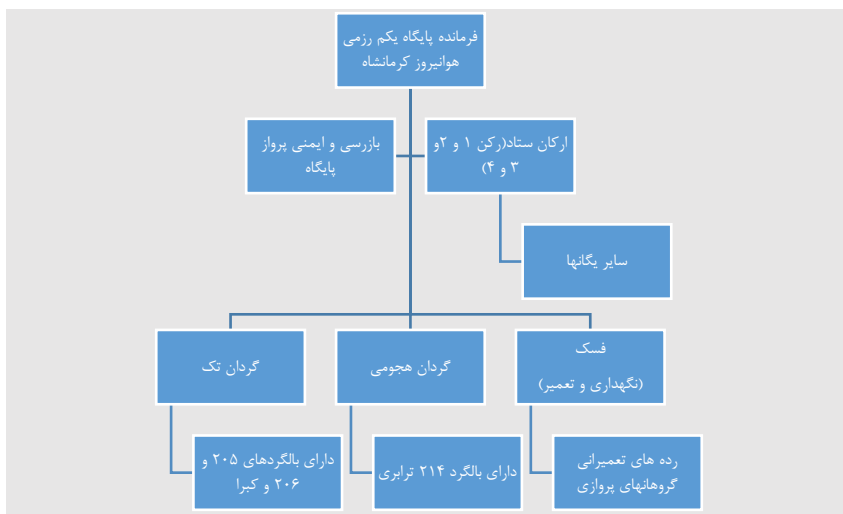 فرمانده پایگاه یکم رزمی
هوانیروز کرمانشاه
ارکان ستاد(رکن ۱ و ۲و
۳ و ۴)
بازرسی و ایمنی پرواز
پایگاه
سایر یگانها
فسک
(نگهداری و تعمیر)
گردان هجومی
گردان تک
رده های تعمیرانی
گروهانهای پروازی
دارای بالگرد ۲۱۴ ترابری
دارای بالگردهای ۲۰۵ و
۲۰۶ و کبرا